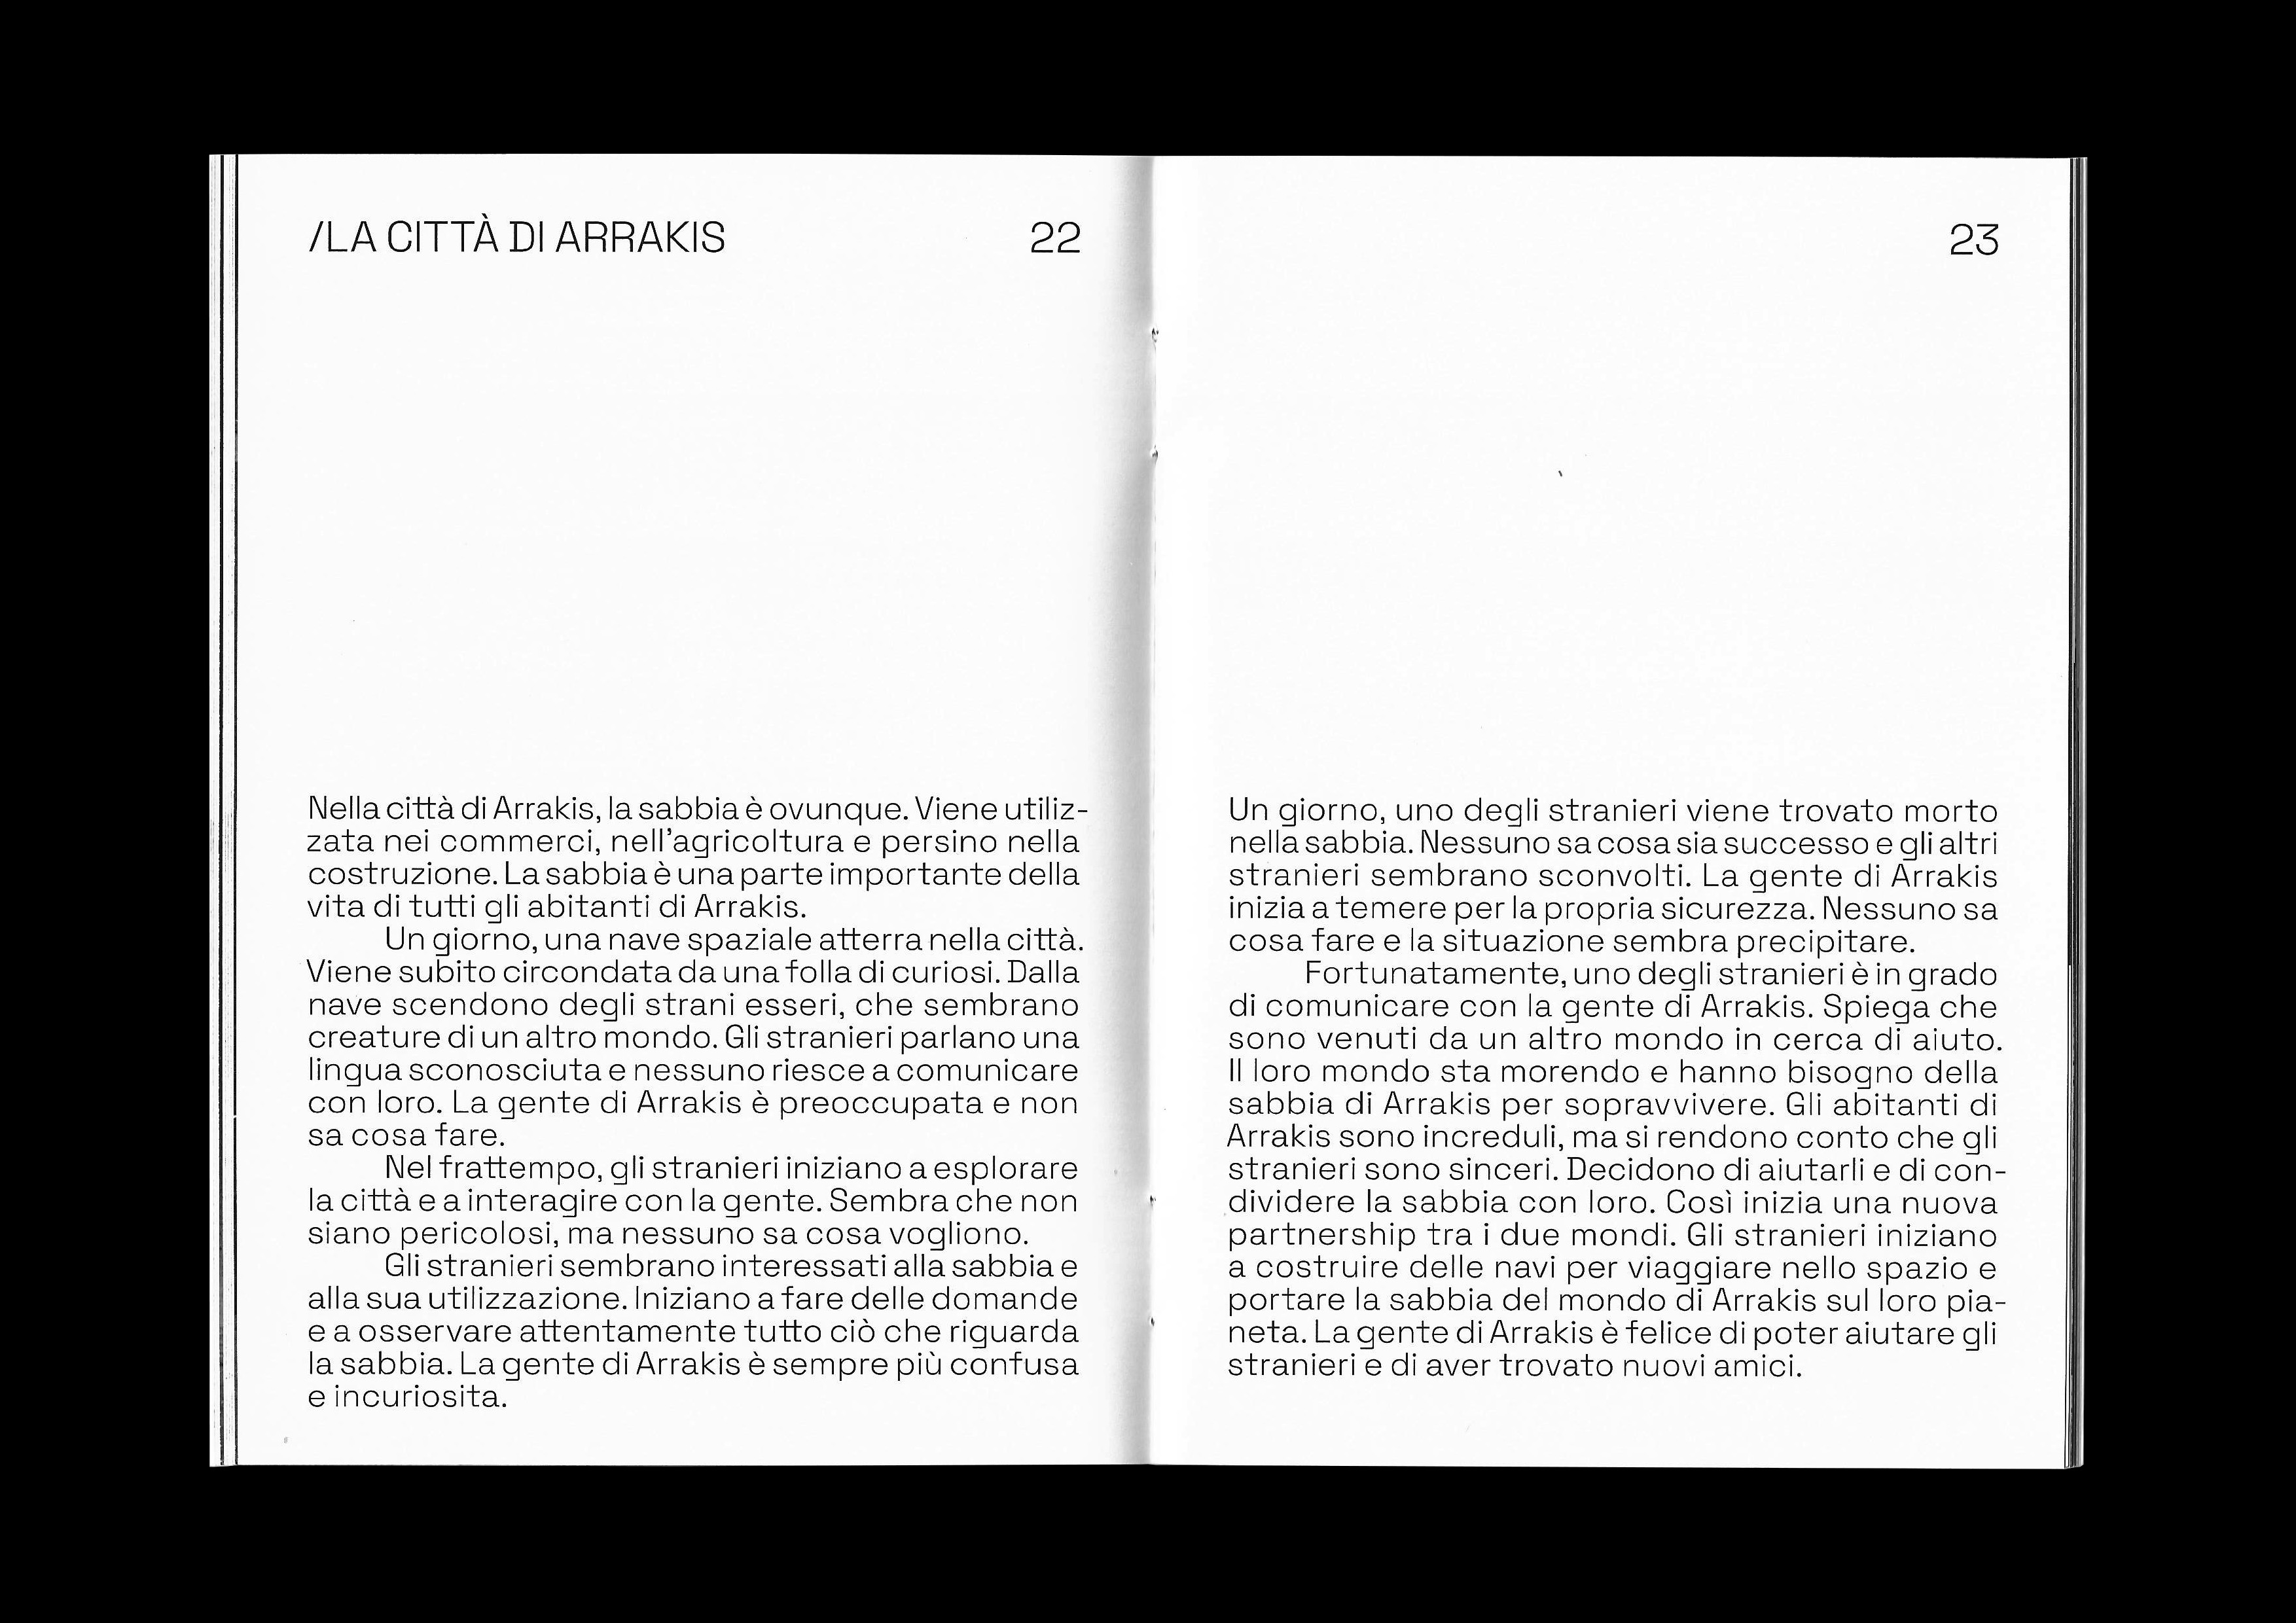 /LA CITTÀ DI ARRAKIS
22
Nella città di Arrakis, la sabbia è ovunque. Viene utiliz-
zata nei commerci, nell’agricoltura e persino nella
costruzione. La sabbia è una parte importante della
vita di tutti gli abitanti di Arrakis.
Un giorno, una nave spaziale atterra nella città.
Viene subito circondata da una folla di curiosi. Dalla
nave scendono degli strani esseri, che sembrano
creature di un altro mondo. Gli stranieri parlano una
lingua sconosciuta e nessuno riesce a comunicare
con loro. La gente di Arrakis è preoccupata e non
sa cosa fare.
Nel frattempo, gli stranieri iniziano a esplorare
la città e a interagire con la gente. Sembra che non
siano pericolosi, ma nessuno sa cosa vogliono.
Gli stranieri sembrano interessati alla sabbia e
alla sua utilizzazione. Iniziano a fare delle domande
e a osservare attentamente tutto ciò che riguarda
la sabbia. La gente di Arrakis è sempre più confusa
e incuriosita.
23
Un giorno, uno degli stranieri viene trovato morto
nella sabbia. Nessuno sa cosa sia successo e gli altri
stranieri sembrano sconvolti. La gente di Arrakis
inizia a temere per la propria sicurezza. Nessuno sa
cosa fare e la situazione sembra precipitare.
Fortunatamente, uno degli stranieri è in grado
di comunicare con la gente di Arrakis. Spiega che
sono venuti da un altro mondo in cerca di aiuto.
Il loro mondo sta morendo e hanno bisogno della
sabbia di Arrakis per sopravvivere. Gli abitanti di
Arrakis sono increduli, ma si rendono conto che gli
stranieri sono sinceri. Decidono di aiutarli e di con-
dividere la sabbia con loro. Così inizia una nuova
partnership tra i due mondi. Gli stranieri iniziano
a costruire delle navi per viaggiare nello spazio e
portare la sabbia del mondo di Arrakis sul loro pia-
neta. La gente di Arrakis è felice di poter aiutare gli
stranieri e di aver trovato nuovi amici.